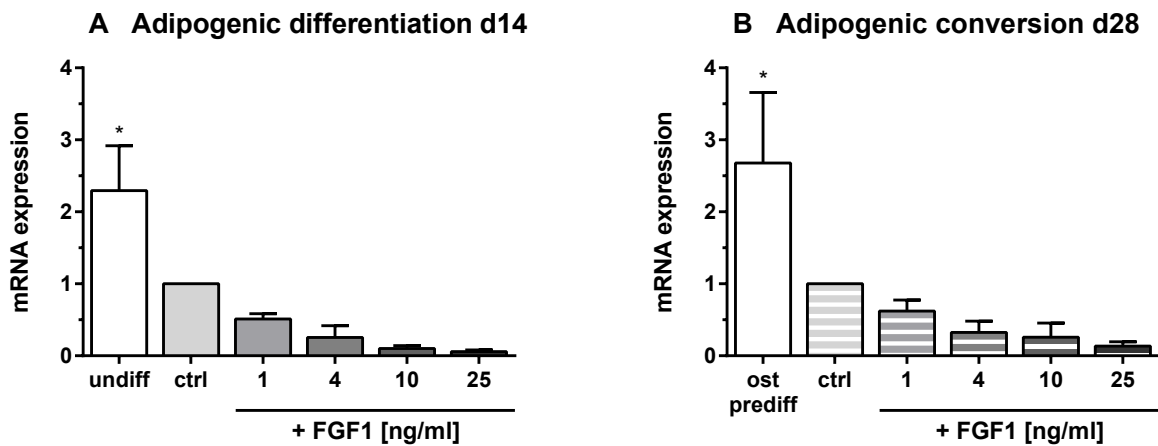 A Adipogenic differentiation d14
mRNA expression
4
3
2
1
0
*
undiff ctrl 1 4 10 25
+ FGF1 [ng/ml]
B Adipogenic conversion d28
mRNA expression
4
3
2
1
0
*
ost prediff ctrl 1 4 10 25
+ FGF1 [ng/ml]